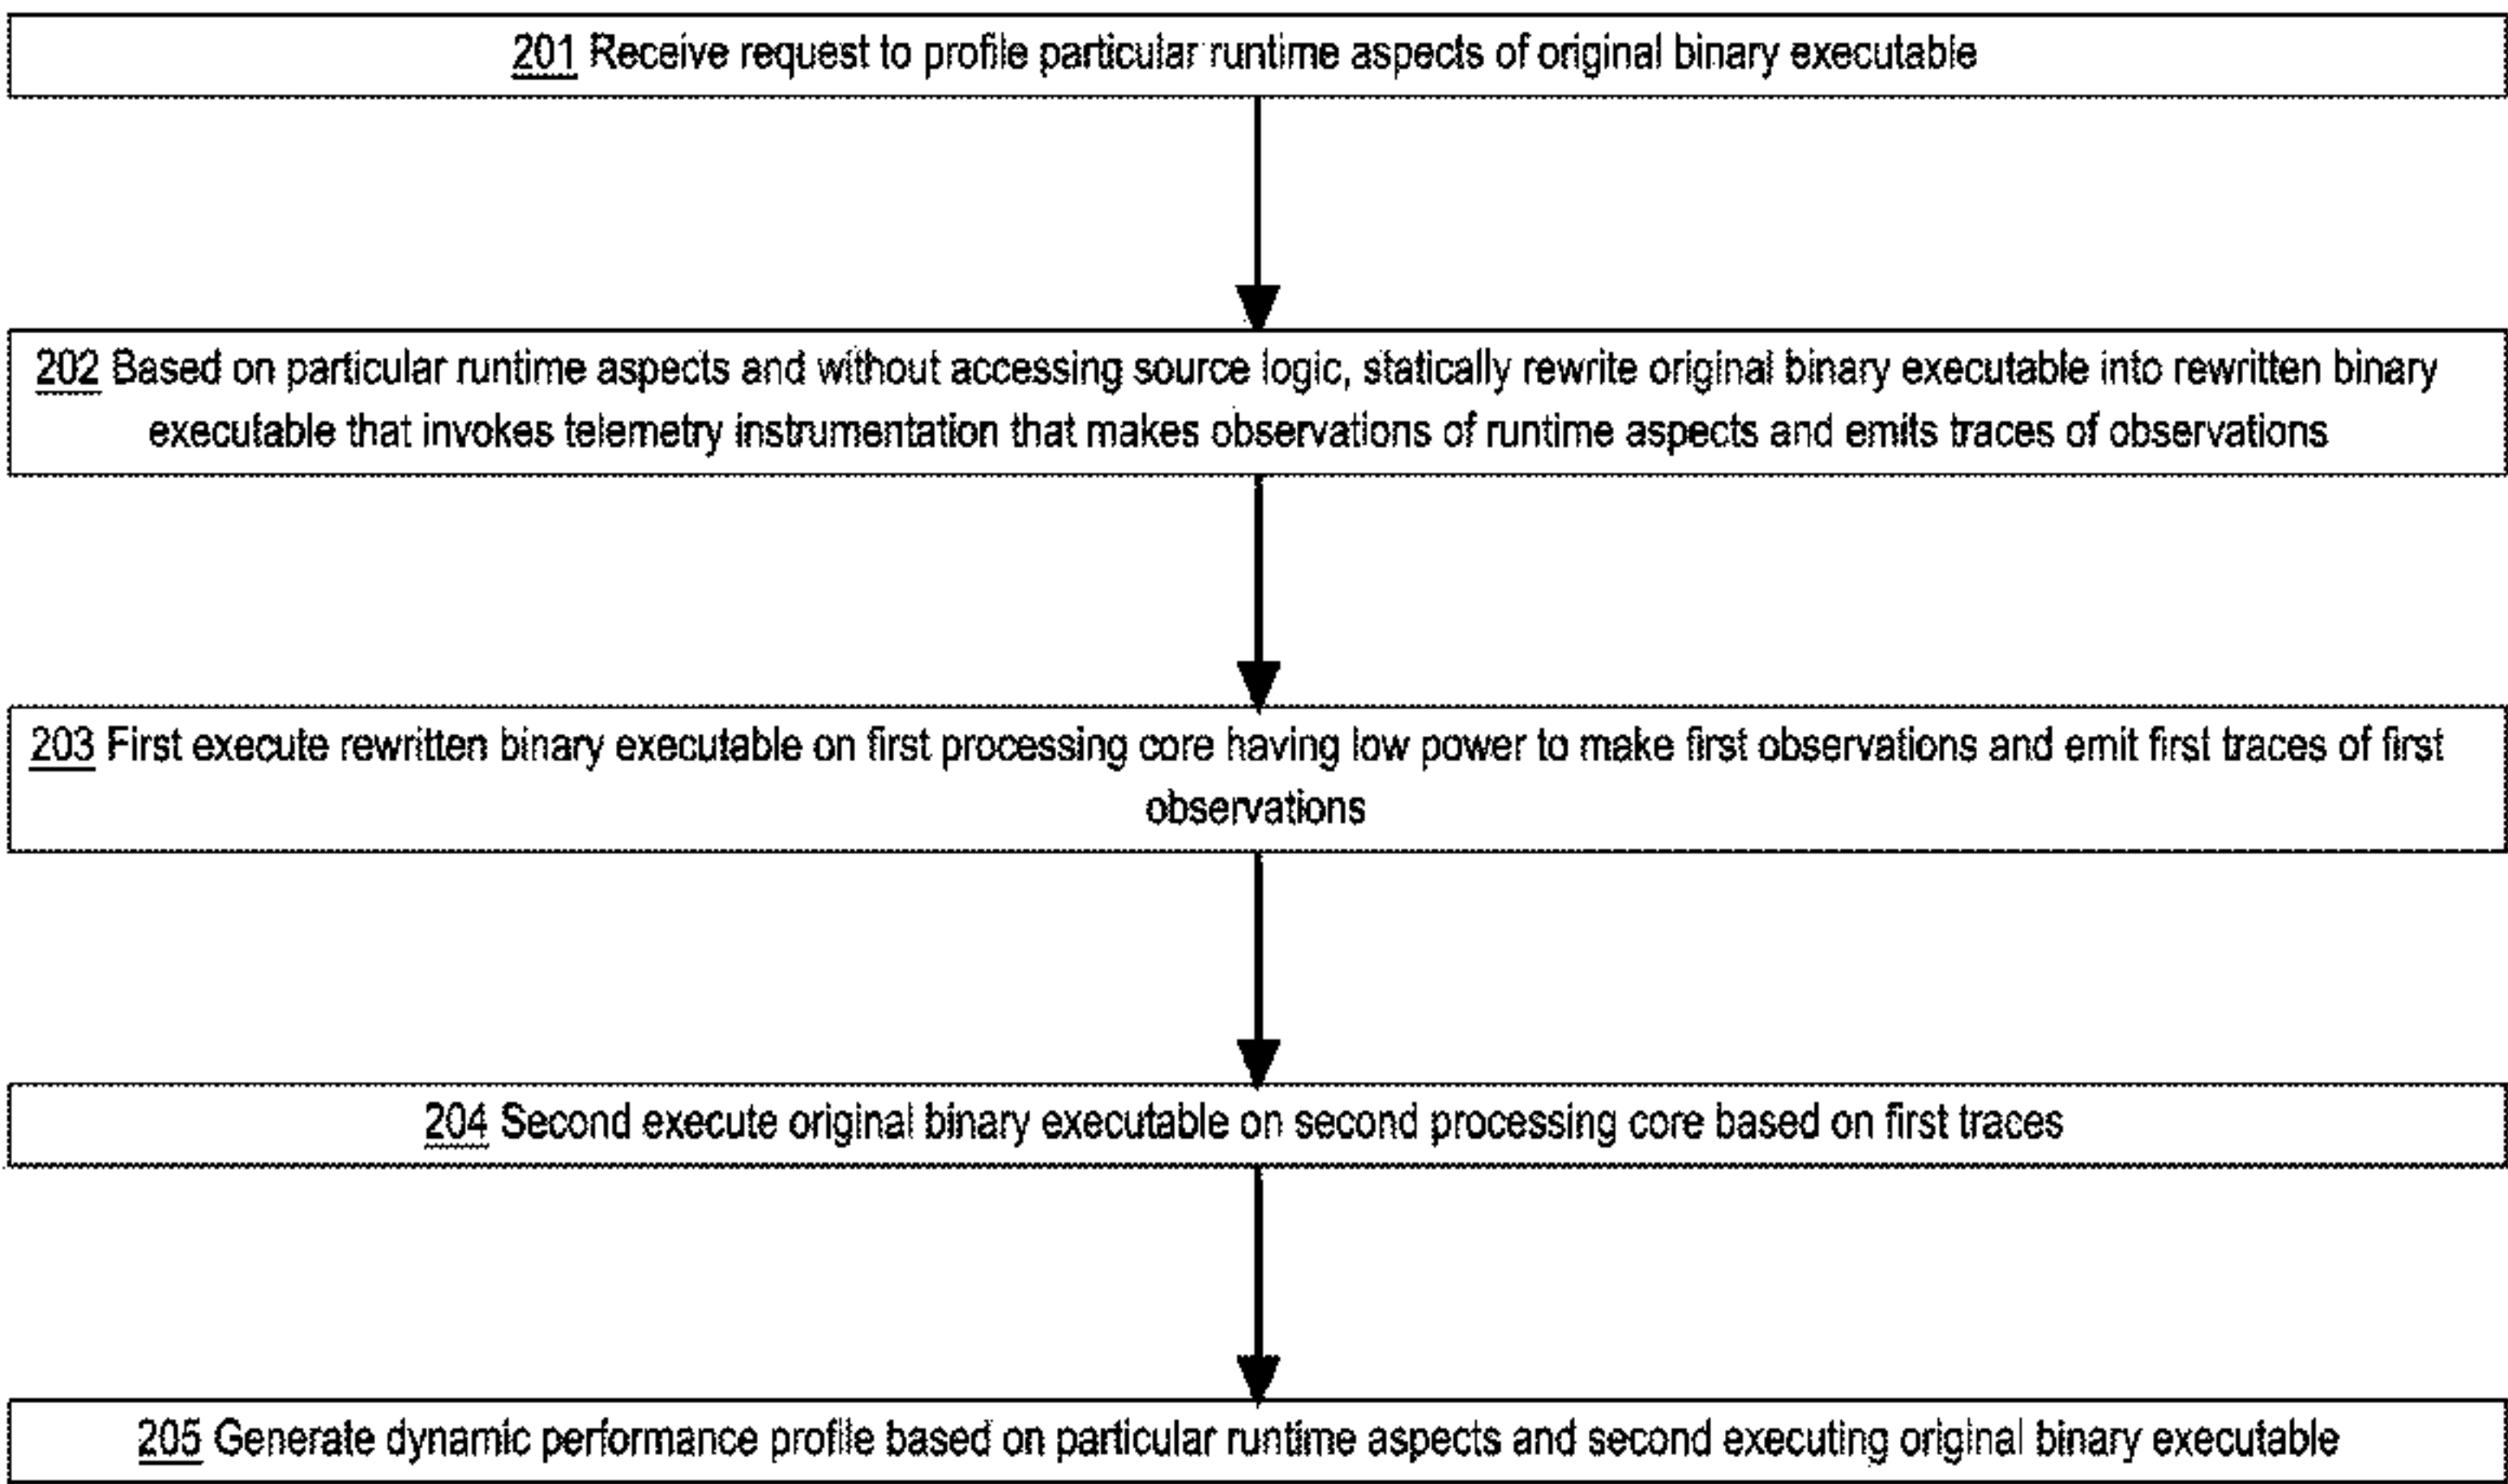 201 Receive request to profile particular runtime aspects of original binary executable
202 Based on particular runtime aspects and without accessing source logic, statically rewrite original binary executable into rewritten binary
executable that invokes telemetry instrumentation that makes observations of runtime aspects and emits traces of observations
203 First execute rewritten binary executable on first processing core having low power to make first observations and emit first traces of first
observations
204 Second execute original binary executable on second processing core based on first traces
205 Generate dynamic performance profile based on particular runtime aspects and second executing original binary executable